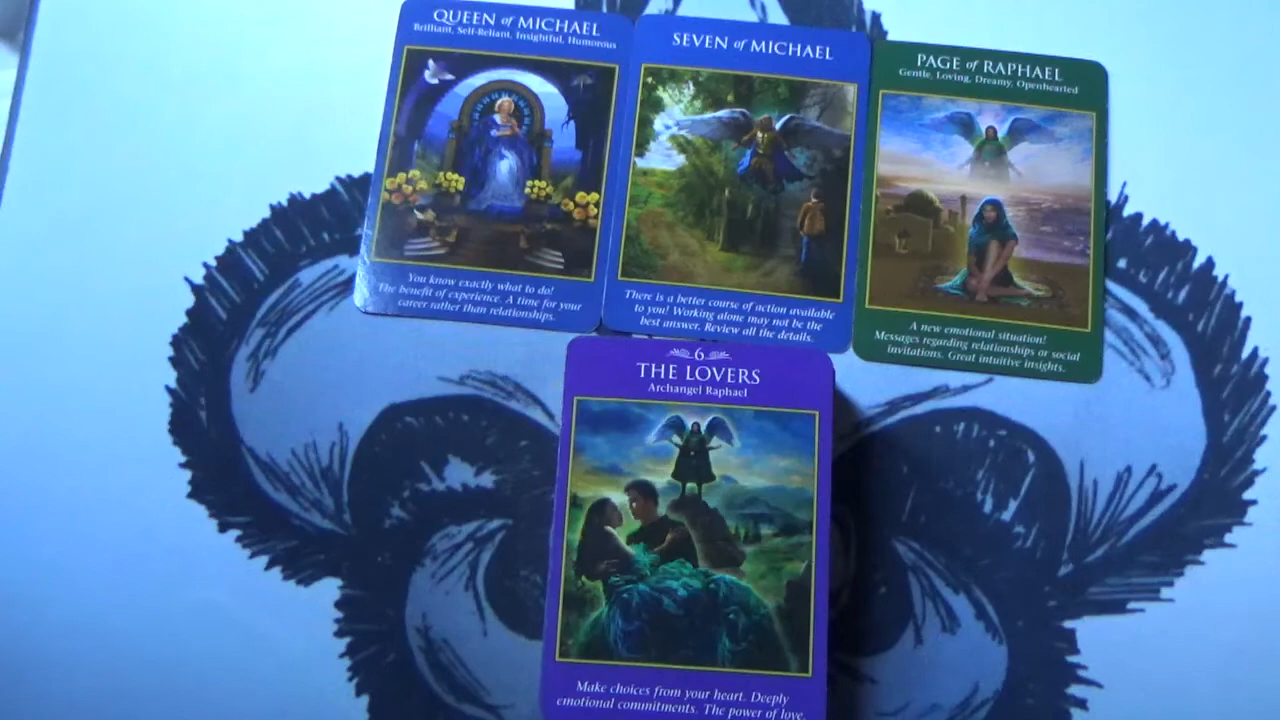 QUEEN of MICHAEL
Brilliant, Self-Reliant, Insightful, Humorous
You know exactly what to do!
The benefit of experience. A time for your
career rather than relationships.
SEVEN of MICHAEL
There is a better course of action available
to you! Working alone may not be the
best answer. Review all the details.
PAGE of RAPHAEL
Gentle, Loving, Dreamy, Openhearted
A new emotional situation!
Messages regarding relationships or social
invitations. Great intuitive insights.
6
THE LOVERS
Archangel Raphael
Make choices from your heart. Deeply
emotional commitments. The power of love.